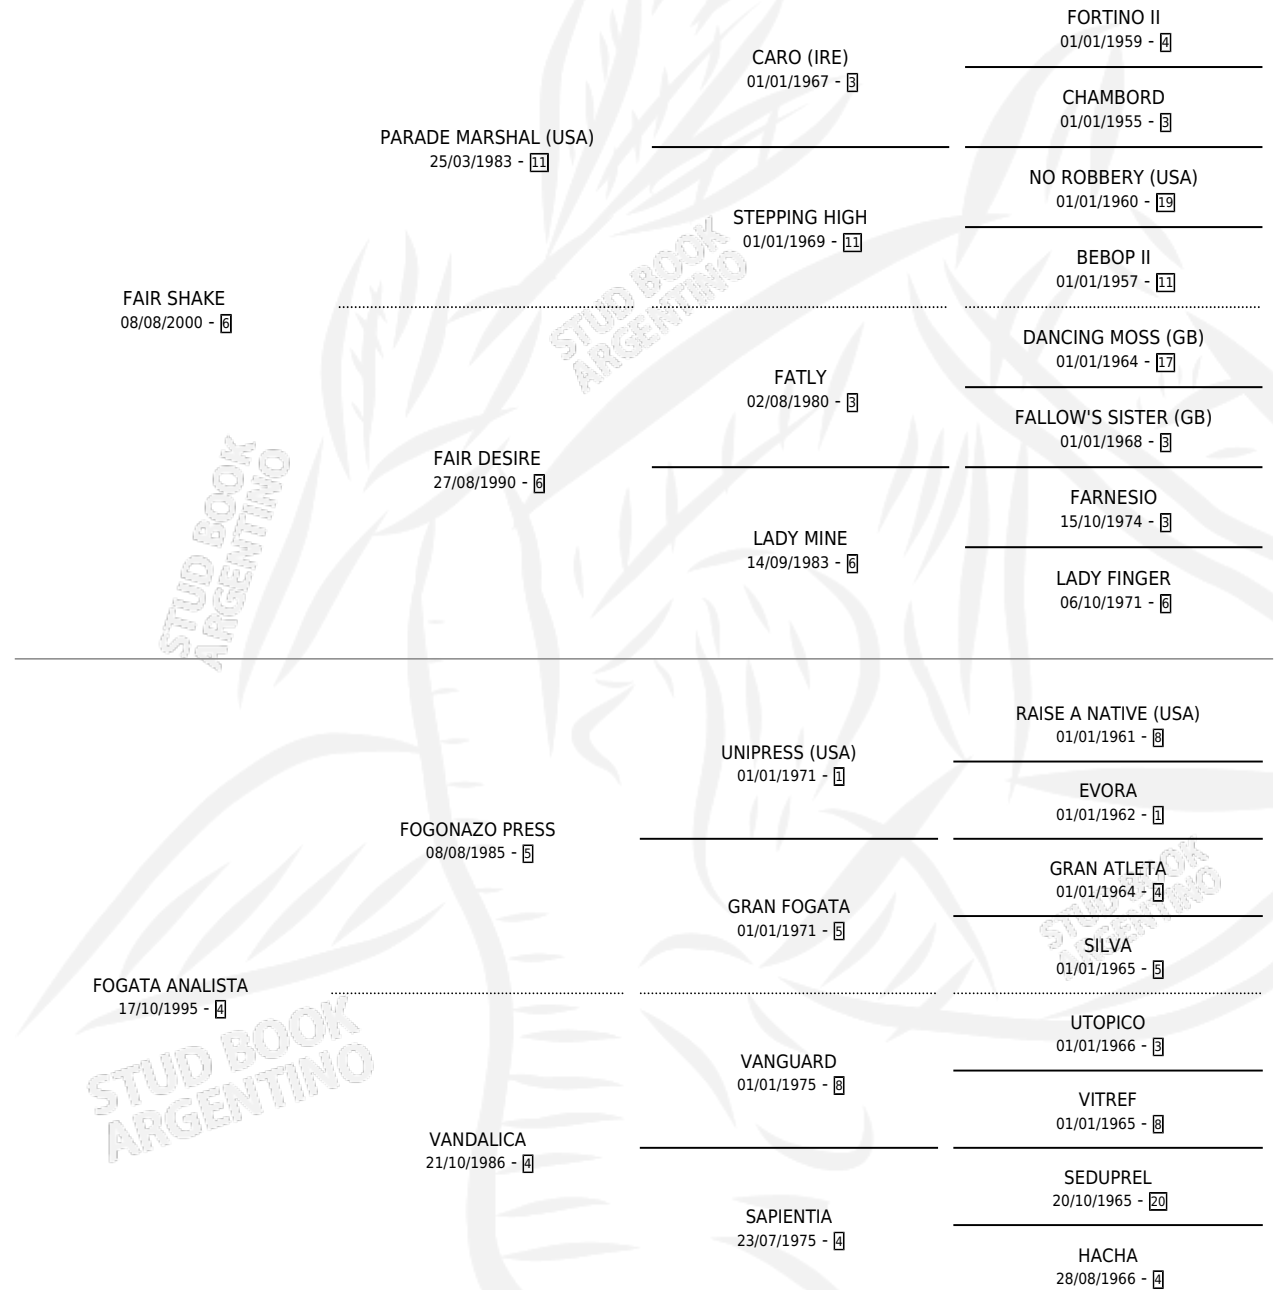 FORTINO II
01/01/1959 - 4
CARO (IRE)
01/01/1967 - 3
CHAMBORD
01/01/1955 - 3
PARADE MARSHAL (USA)
25/03/1983 - 11
NO ROBBERY (USA)
01/01/1960 - 19
STEPPING HIGH
01/01/1969 - 11
BEBOP II
01/01/1957 - 11
FAIR SHAKE
08/08/2000 - 6
DANCING MOSS (GB)
01/01/1964 - 17
FATLY
02/08/1980 - 3
FALLOW'S SISTER (GB)
01/01/1968 - 3
FAIR DESIRE
27/08/1990 - 6
FARNESIO
15/10/1974 - 3
LADY MINE
14/09/1983 - 6
LADY FINGER
06/10/1971 - 6
RAISE A NATIVE (USA)
01/01/1961 - 8
UNIPRESS (USA)
01/01/1971 - 1
EVORA
01/01/1962 - 1
FOGONAZO PRESS
08/08/1985 - 5
GRAN ATLETA
01/01/1964 - 4
GRAN FOGATA
01/01/1971 - 5
SILVA
01/01/1965 - 5
FOGATA ANALISTA
17/10/1995 - 4
UTOPICO
01/01/1966 - 3
VANGUARD
01/01/1975 - 8
VITREF
01/01/1965 - 8
VANDALICA
21/10/1986 - 4
SEDUPREL
20/10/1965 - 20
SAPIENTIA
23/07/1975 - 4
HACHA
28/08/1966 - 4
STUD BOOK
ARGENTINO
STUD BOOK
ARGENTINO
STUD BOOK
ARGENTINO
STUD BOOK
ARGENTINO